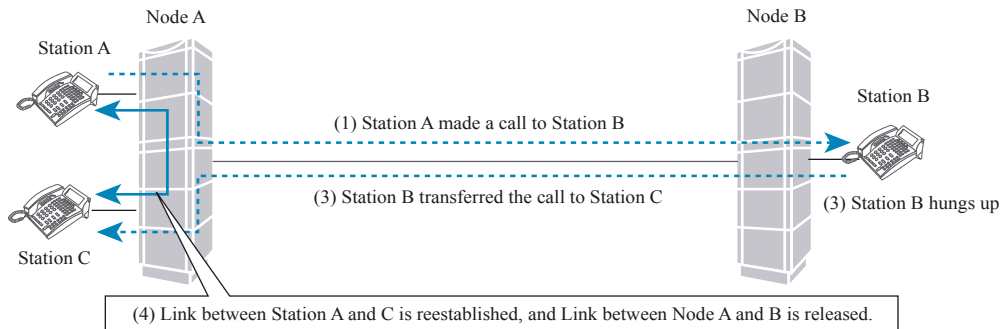 Node A
Node B
Station A
Station B
(1) Station A made a call to Station B
(3) Station B transferred the call to Station C
(3) Station B hungs up
Station C
(4) Link between Station A and C is reestablished, and Link between Node A and B is released.